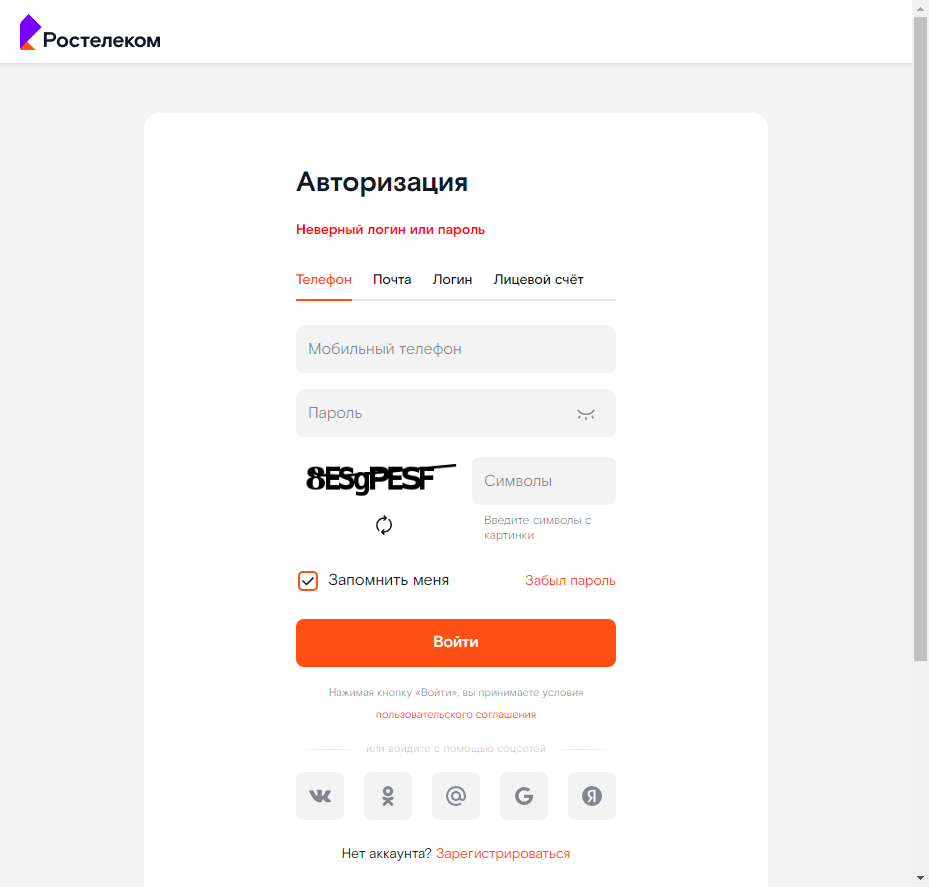 Ростелеком
Авторизация
Неверный логин или пароль
Телефон Почта Логин Лицевой счёт
Мобильный телефон
Пароль
8ESgPESF
Символы
Введите символы с
картинки
Запомнить меня
Забыл пароль
Войти
Нажимая кнопку «Войти», вы принимаете условия
пользовательского соглашения
или войдите с помощью соцсетей
Нет аккаунта? Зарегистрироваться